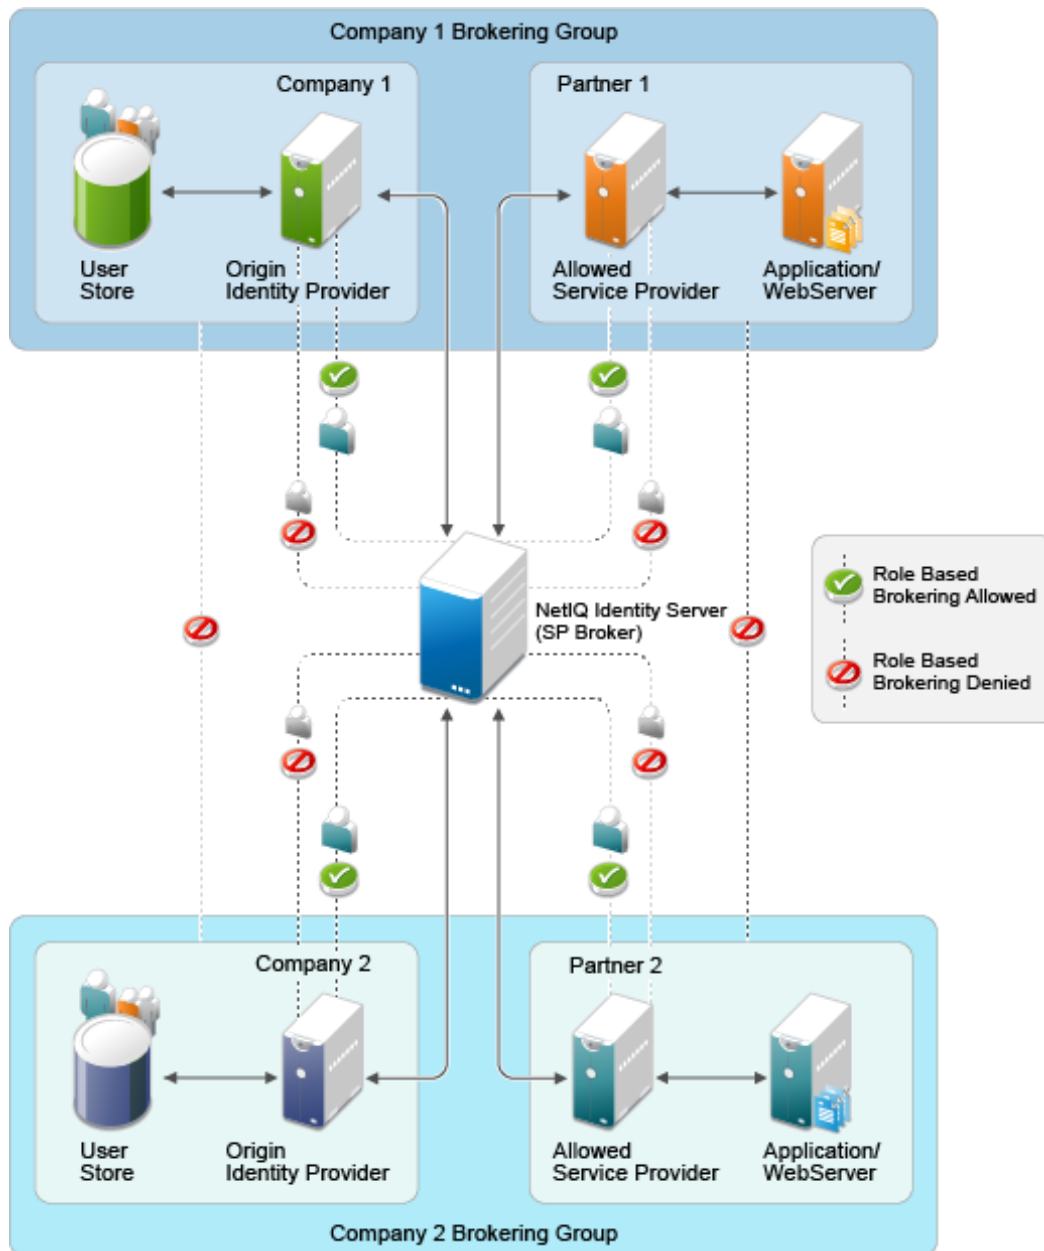 Company 1 Brokering Group
Company 1
Partner 1
User
Store
Origin
Identity Provider
Allowed
Service Provider
Application/
WebServer
NetIQ Identity Server
(SP Broker)
Role Based
Brokering Allowed
Role Based
Brokering Denied
Company 2
Partner 2
User
Store
Origin
Identity Provider
Allowed
Service Provider
Application/
WebServer
Company 2 Brokering Group